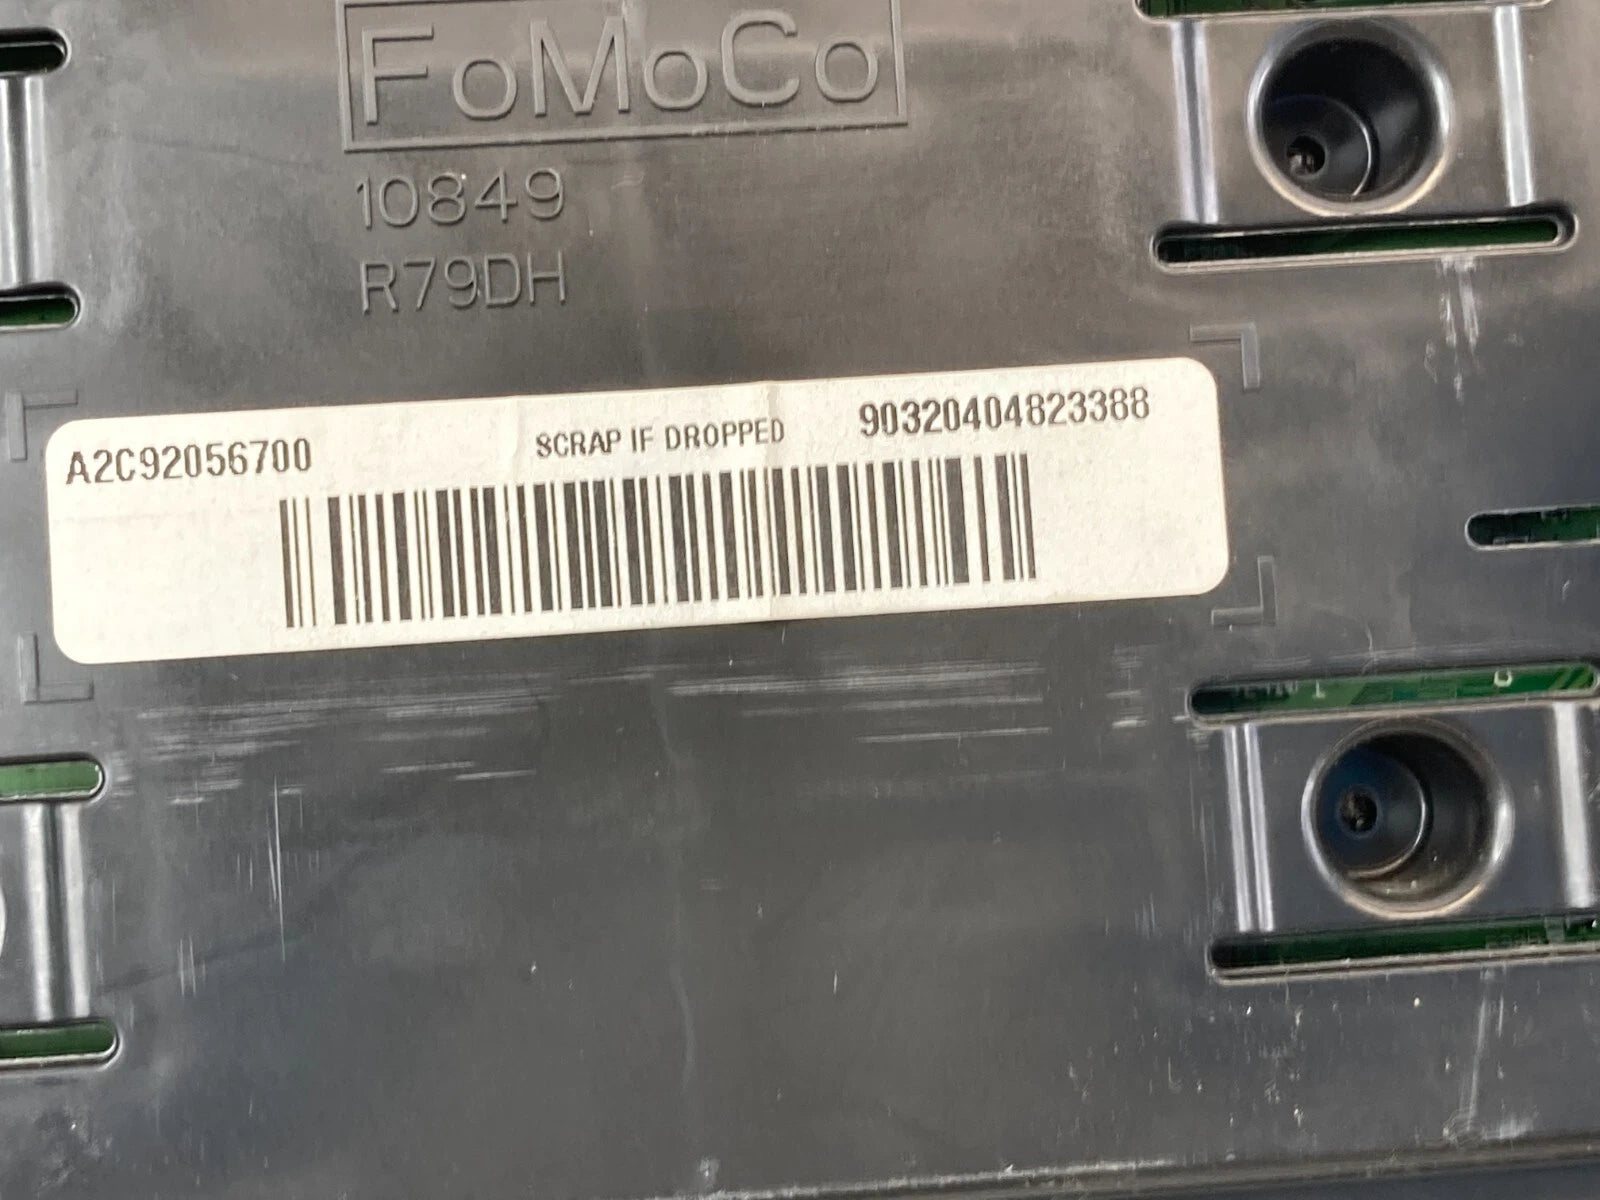 FoMoCo
10849
R79DH
A2C92056700 SCRAP IF DROPPED 90320404823388